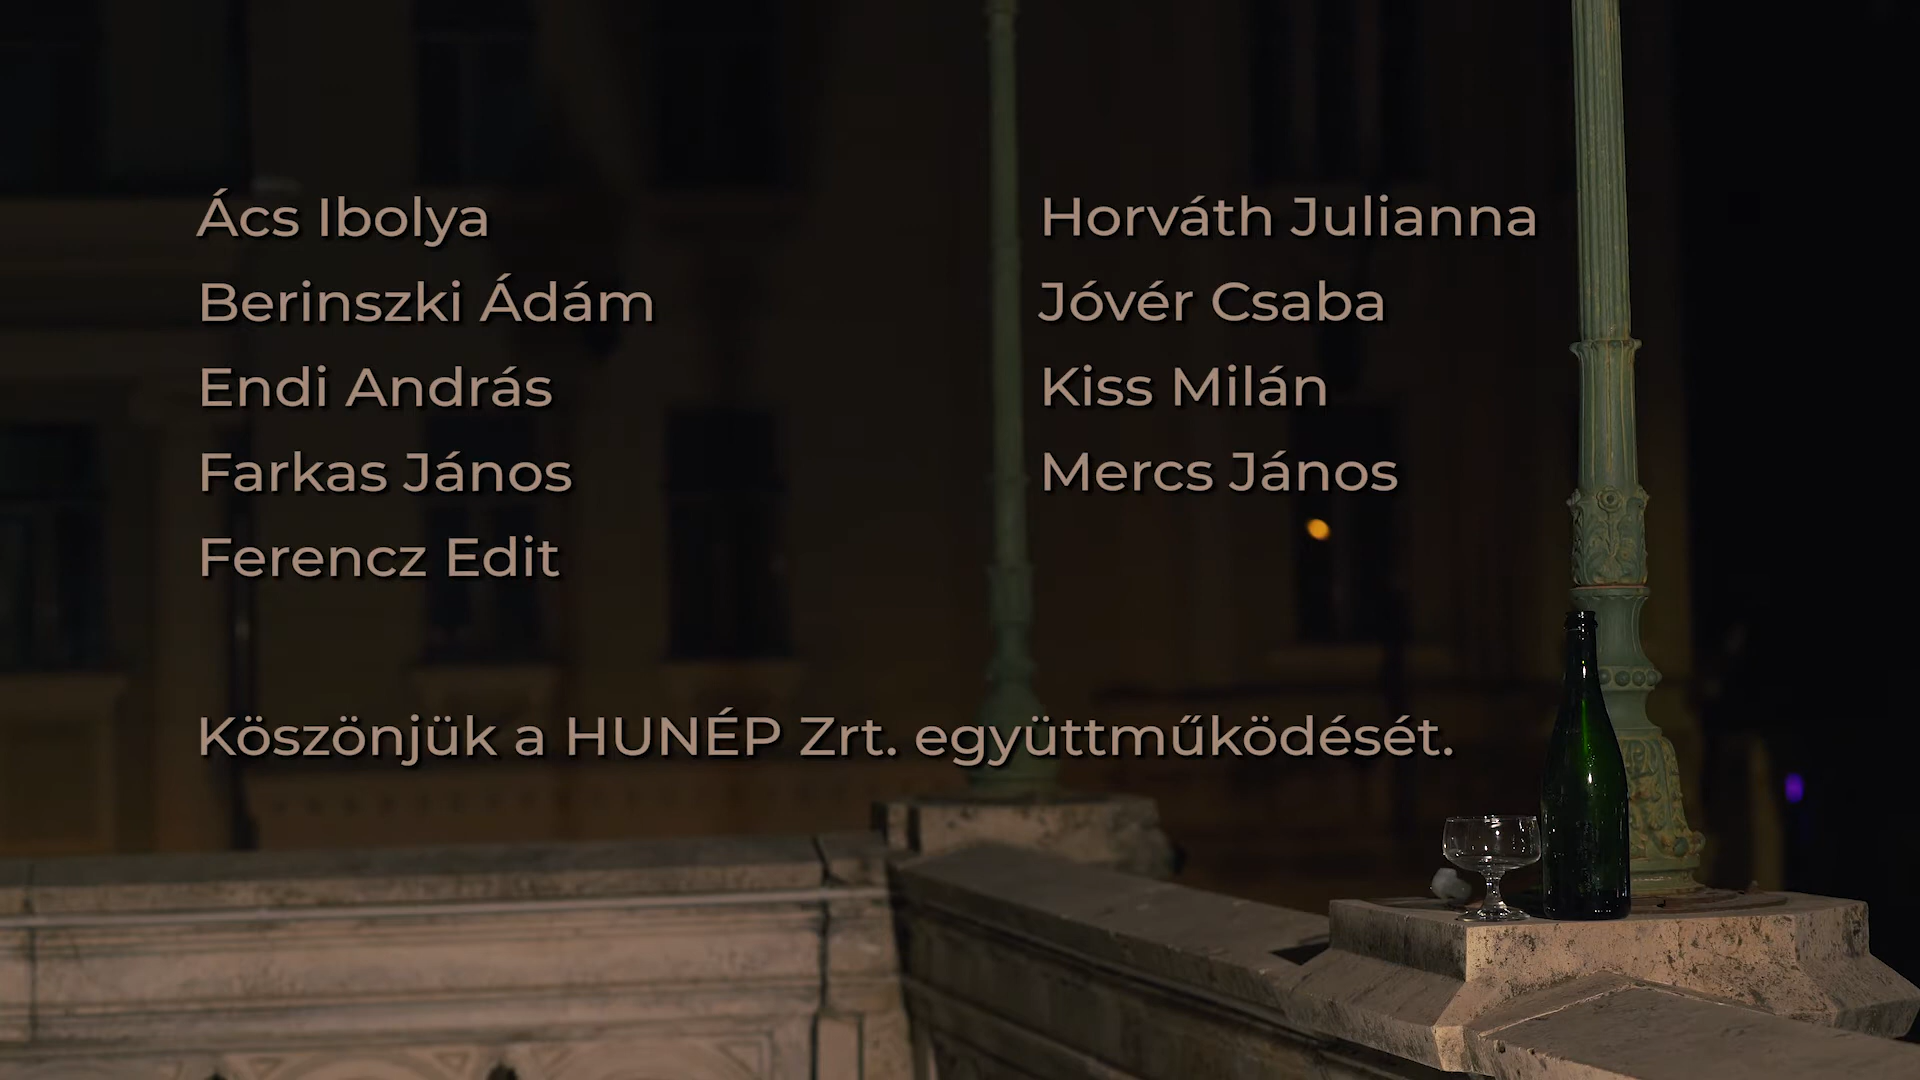 Ács Ibolya
Berinszki Ádám
Endi András
Farkas János
Ferencz Edit
Horváth Julianna
Jóvér Csaba
Kiss Milán
Mercs János
Köszönjük a HUNÉP Zrt. együttműködését.